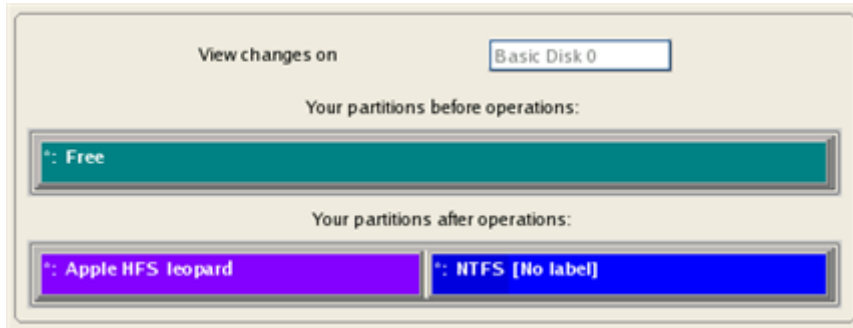 View changes on Basic Disk 0
Your partitions before operations:
*: Free
Your partitions after operations:
*: Apple HFS leopard *: NTFS [No label]